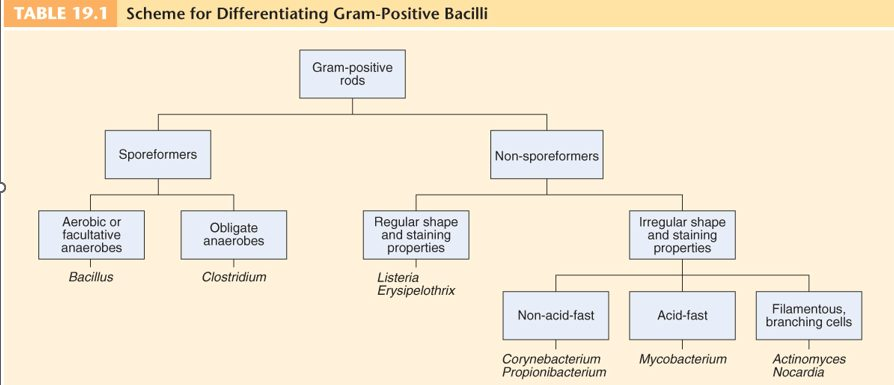 TABLE 19.1 Scheme for Differentiating Gram-Positive Bacilli
Gram-positive
rods
Sporeformers
Non-sporeformers
Aerobic or
facultative
anaerobes
Obligate
anaerobes
Regular shape
and staining
properties
Irregular shape
and staining
properties
Bacillus
Clostridium
Listeria
Erysipelothrix
Non-acid-fast
Acid-fast
Filamentous,
branching cells
Corynebacterium
Propionibacterium
Mycobacterium
Actinomyces
Nocardia